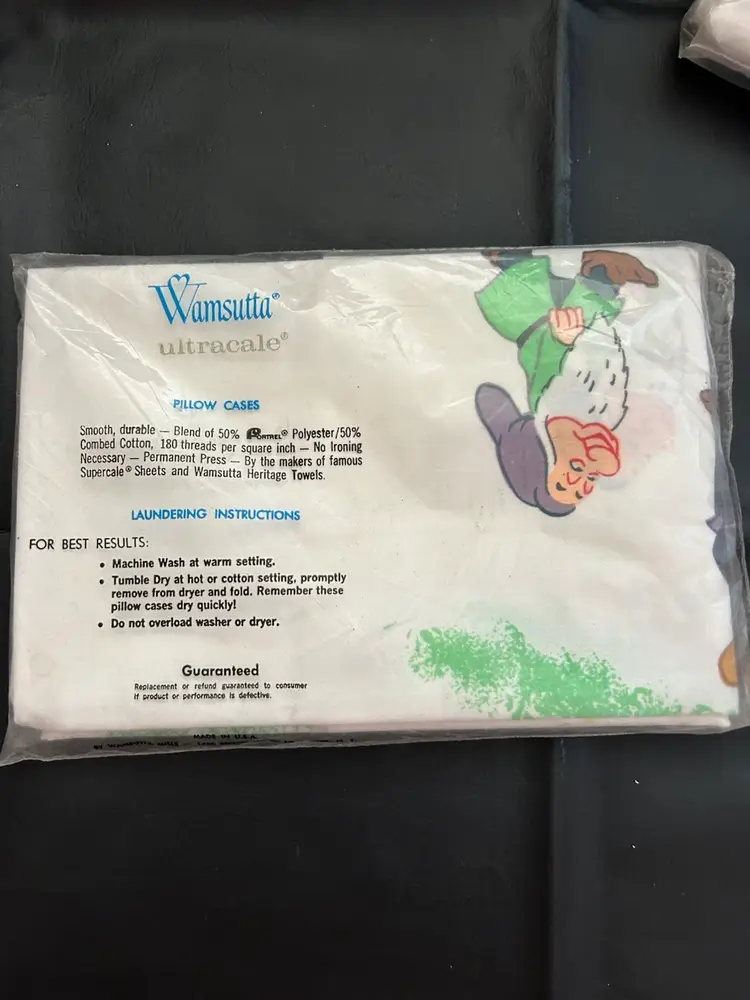 Wamsutta®
ultracale®
PILLOW CASES
Smooth, durable — Blend of 50% FORTREL® Polyester/50%
Combed Cotton, 180 threads per square inch — No Ironing
Necessary — Permanent Press — By the makers of famous
Supercale® Sheets and Wamsutta Heritage Towels.
LAUNDERING INSTRUCTIONS
FOR BEST RESULTS:
• Machine Wash at warm setting.
• Tumble Dry at hot or cotton setting, promptly
remove from dryer and fold. Remember these
pillow cases dry quickly!
• Do not overload washer or dryer.
Guaranteed
Replacement or refund guaranteed to consumer
if product or performance is defective.
MADE IN U.S.A.
BY WAMSUTTA MILLS